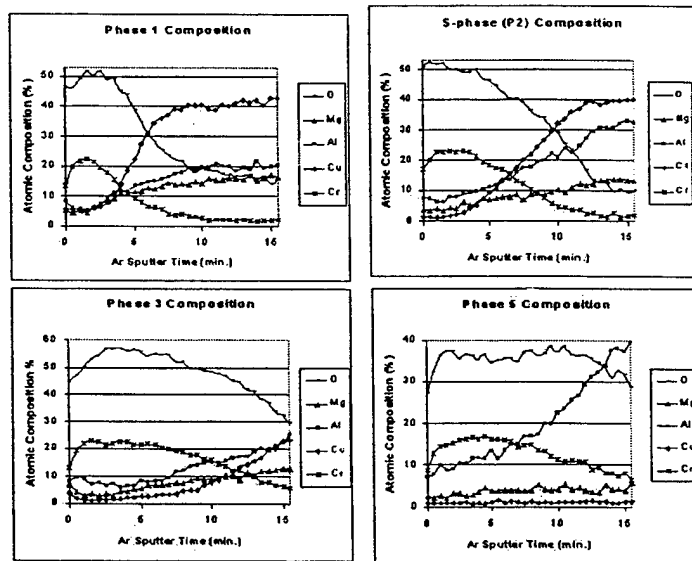 Phase 1 Composition
Atomic Composition (%)
50
40
30
20
10
0
0
5
10
15
Ar Sputter Time (min.)
O
Mg
Al
Cu
Cr
S-phase (P2) Composition
Atomic Composition (%)
50
40
30
20
10
0
0
5
10
15
Ar Sputter Time (min.)
O
Mg
Al
Cr
Phase 3 Composition
Atomic Composition %
60
50
40
30
20
10
0
0
5
10
15
Ar Sputter Time (min.)
O
Mg
Al
Cu
Cr
Phase 6 Composition
Atomic Composition (%)
40
30
20
10
0
0
5
10
15
Ar Sputter Time (min.)
O
Al
Cr